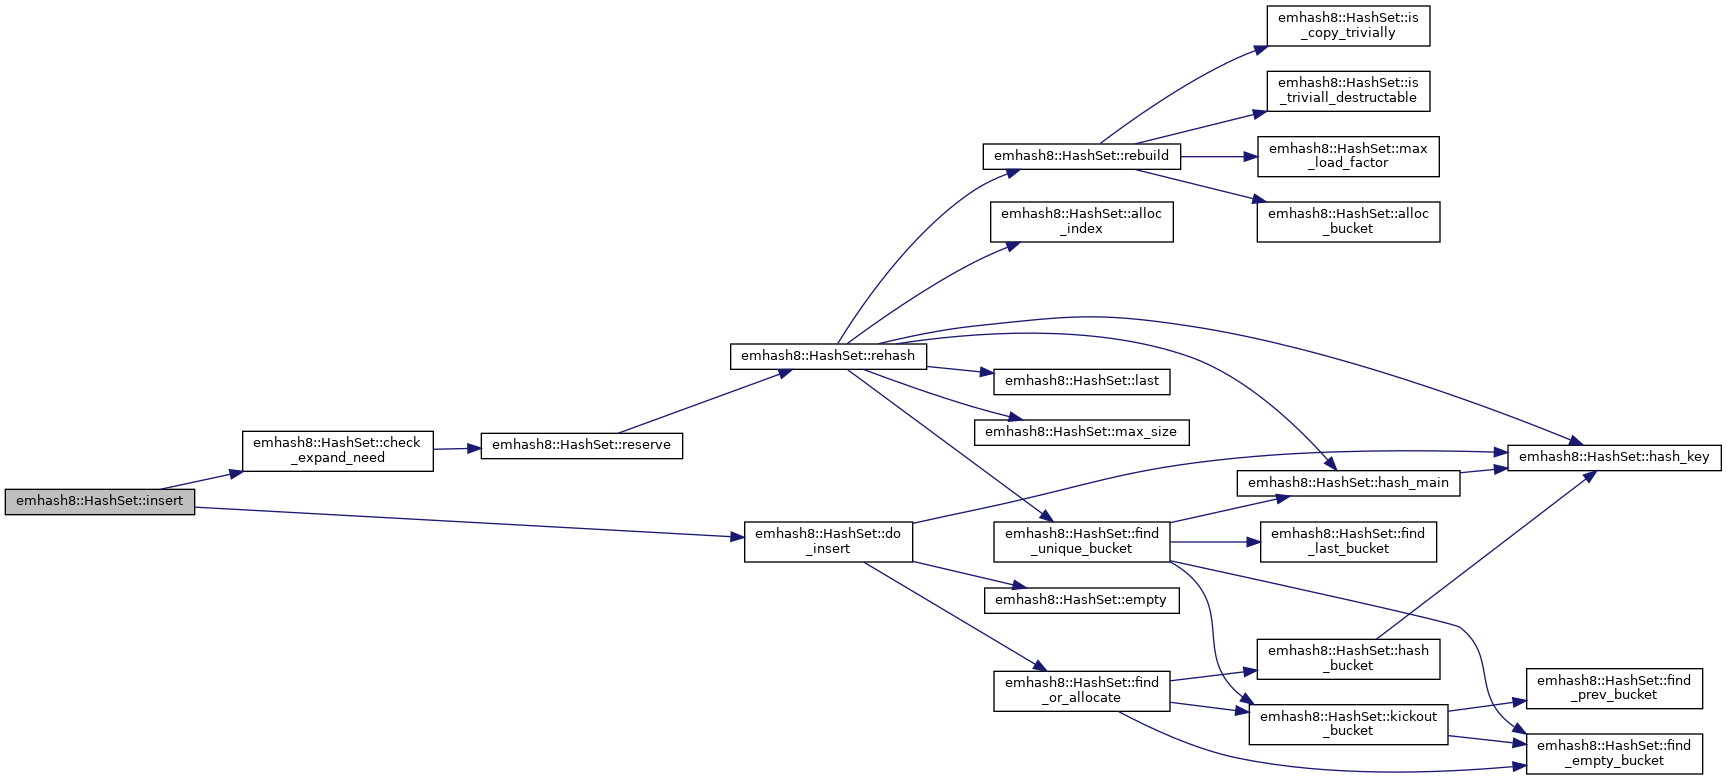 emhash8::HashSet::is
_copy_trivially
emhash8::HashSet::is
_triviall_destructable
emhash8::HashSet::rebuild
emhash8::HashSet::max
_load_factor
emhash8::HashSet::alloc
_index
emhash8::HashSet::alloc
_bucket
emhash8::HashSet::rehash
emhash8::HashSet::last
emhash8::HashSet::max_size
emhash8::HashSet::check
_expand_need
emhash8::HashSet::reserve
emhash8::HashSet::hash_key
emhash8::HashSet::hash_main
emhash8::HashSet::insert
emhash8::HashSet::do
_insert
emhash8::HashSet::find
_unique_bucket
emhash8::HashSet::find
_last_bucket
emhash8::HashSet::empty
emhash8::HashSet::hash
_bucket
emhash8::HashSet::find
_or_allocate
emhash8::HashSet::find
_prev_bucket
emhash8::HashSet::kickout
_bucket
emhash8::HashSet::find
_empty_bucket